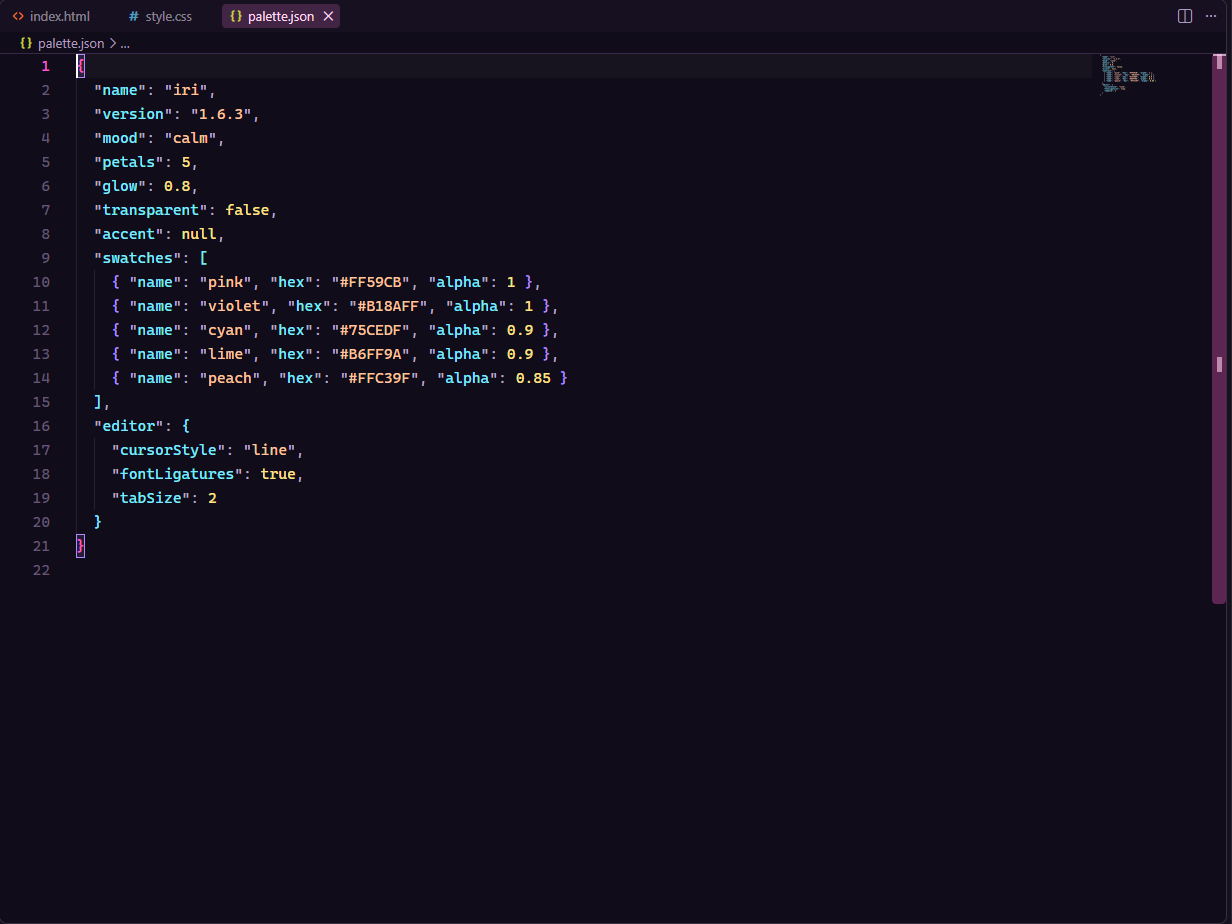 index.html
style.css
palette.json
palette.json > ...
1 {
2 "name": "iri",
3 "version": "1.6.3",
4 "mood": "calm",
5 "petals": 5,
6 "glow": 0.8,
7 "transparent": false,
8 "accent": null,
9 "swatches": [
10 { "name": "pink", "hex": "#FF59CB", "alpha": 1 },
11 { "name": "violet", "hex": "#B18AFF", "alpha": 1 },
12 { "name": "cyan", "hex": "#75CEDF", "alpha": 0.9 },
13 { "name": "lime", "hex": "#B6FF9A", "alpha": 0.9 },
14 { "name": "peach", "hex": "#FFC39F", "alpha": 0.85 }
15 ],
16 "editor": {
17 "cursorStyle": "line",
18 "fontLigatures": true,
19 "tabSize": 2
20 }
21 }
22